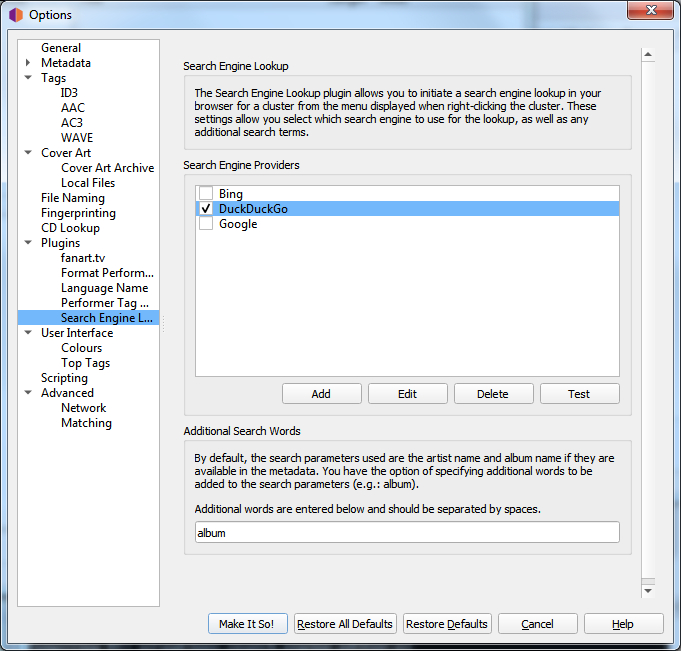 Options
General
Metadata
Tags
ID3
AAC
AC3
WAVE
Cover Art
Cover Art Archive
Local Files
File Naming
Fingerprinting
CD Lookup
Plugins
fanart.tv
Format Perform...
Language Name
Performer Tag ...
Search Engine L...
User Interface
Colours
Top Tags
Scripting
Advanced
Network
Matching
Search Engine Lookup
The Search Engine Lookup plugin allows you to initiate a search engine lookup in your
browser for a cluster from the menu displayed when right-clicking the cluster. These
settings allow you select which search engine to use for the lookup, as well as any
additional search terms.
Search Engine Providers
Bing
DuckDuckGo
Google
Add Edit Delete Test
Additional Search Words
By default, the search parameters used are the artist name and album name if they are
available in the metadata. You have the option of specifying additional words to be
added to the search parameters (e.g.: album).
Additional words are entered below and should be separated by spaces.
album
Make It So! Restore All Defaults Restore Defaults Cancel Help